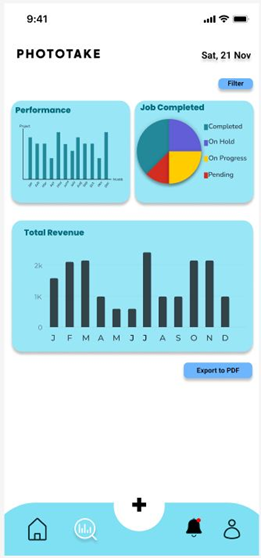 9:41
PHOTOTAKE
Sat, 21 Nov
Filter
Performance
Project
Job Completed
Completed
On Hold
On Progress
Pending
Total Revenue
2k
1K
0
J F M A M J J A S O N D
Export to PDF